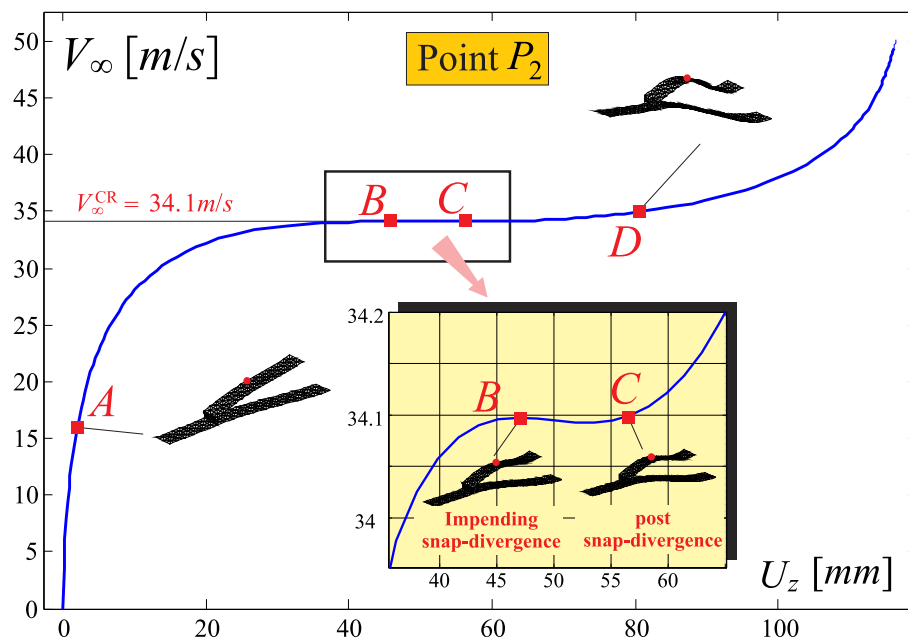 V∞ [m/s]
Point P2
50
45
40
35
30
25
20
15
10
5
0
V∞^CR = 34.1m/s
B
C
D
A
34.2
34.1
34
B
C
Impending
snap-divergence
post
snap-divergence
40
45
50
55
60
0
20
40
60
80
100
Uz [mm]